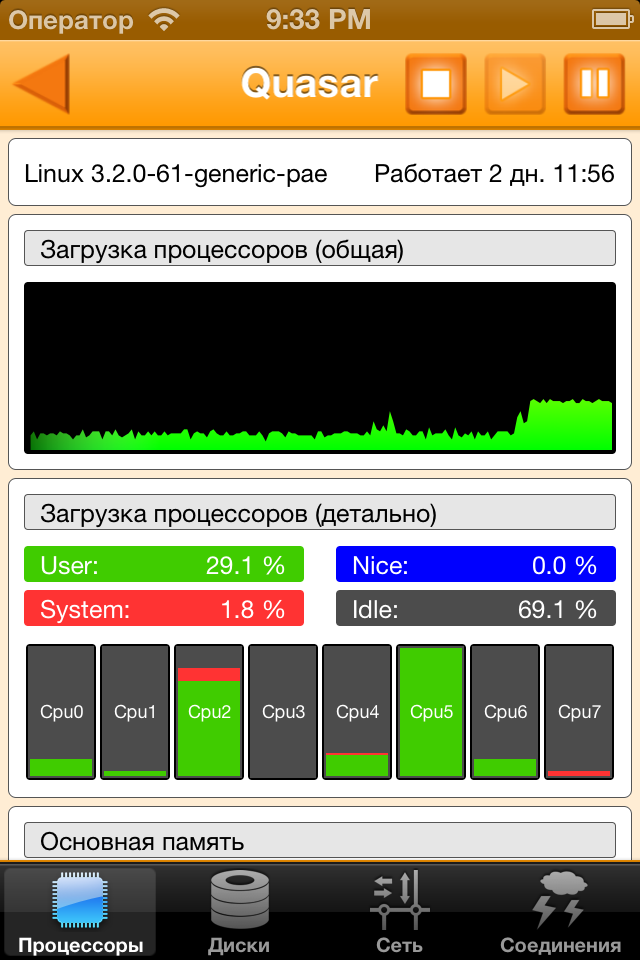 Оператор 9:33 PM
Quasar
Linux 3.2.0-61-generic-pae Работает 2 дн. 11:56
Загрузка процессоров (общая)
Загрузка процессоров (детально)
User: 29.1 % Nice: 0.0 %
System: 1.8 % Idle: 69.1 %
Cpu0 Cpu1 Cpu2 Cpu3 Cpu4 Cpu5 Cpu6 Cpu7
Основная память
Процессоры Диски Сеть Соединения